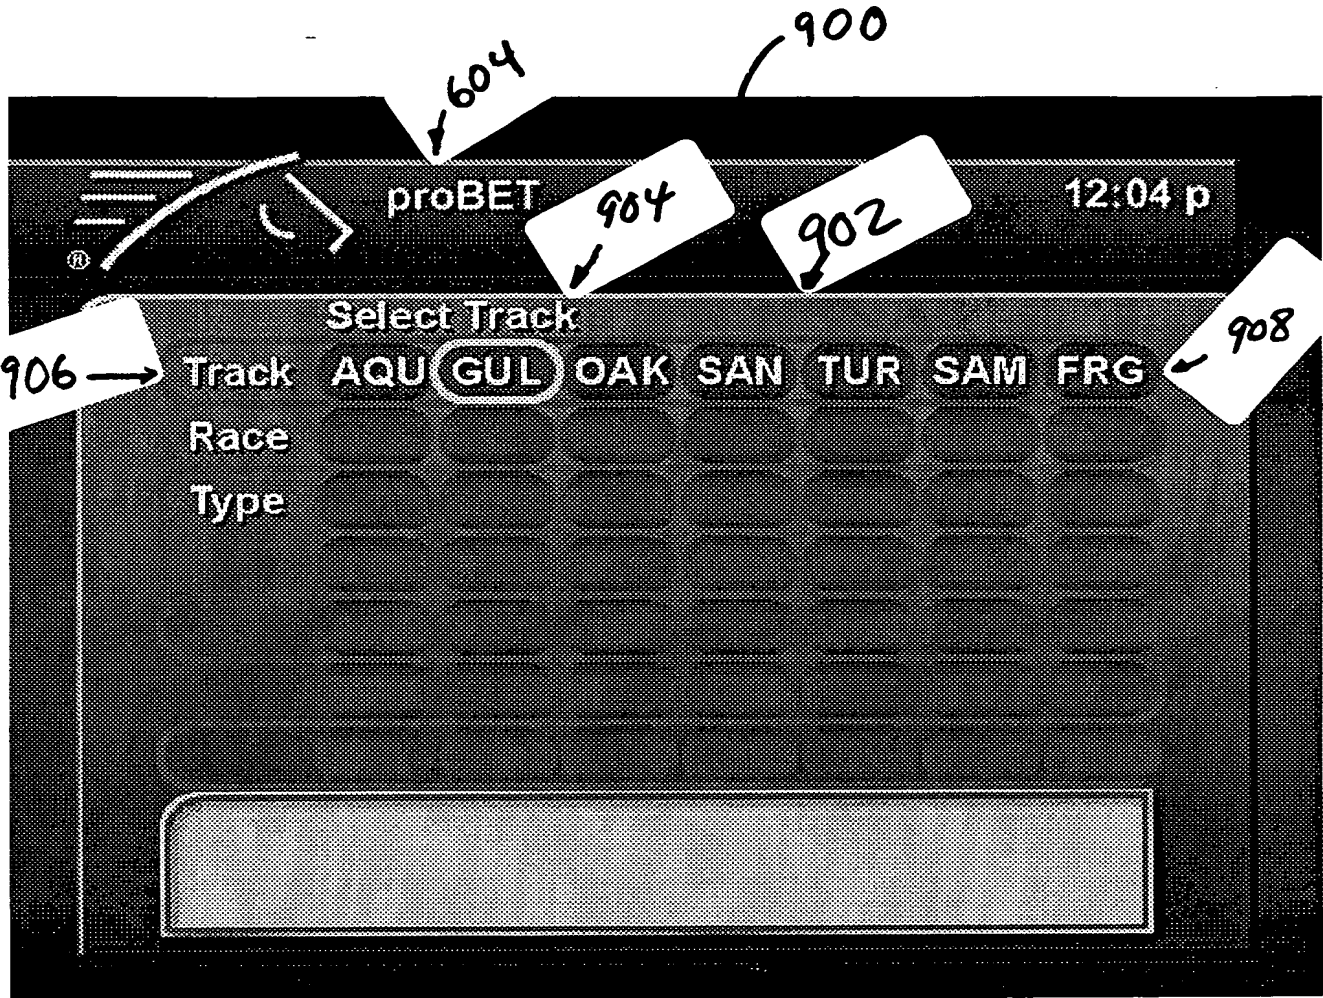 900
604
proBET
904
902
12:04 p
®
Select Track
908
906
Track AQU GUL OAK SAN TUR SAM FRG
Race
Type